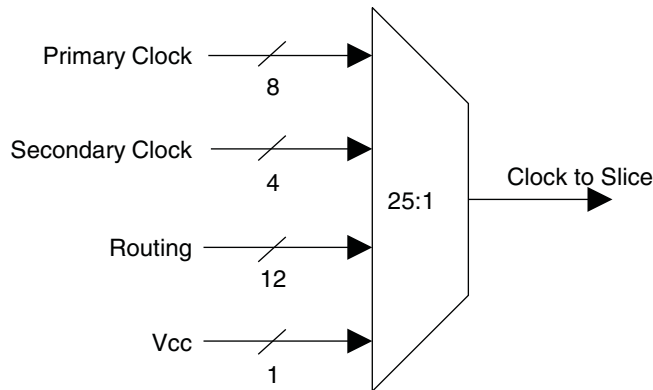 Primary Clock
8
Secondary Clock
4
25:1
Clock to Slice
Routing
12
Vcc
1